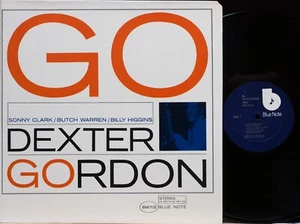 GO
SONNY CLARK/BUTCH WARREN/BILLY HIGGINS
DEXTER
GORDON
STEREO
BLUE NOTE
b
Blue Note